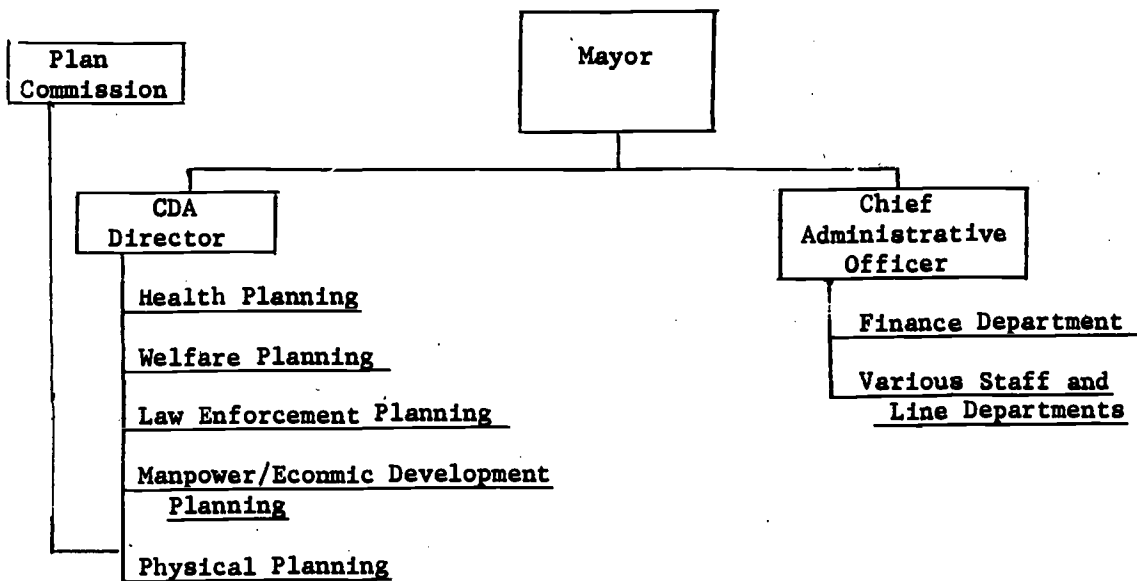 Plan
Commission
Mayor
CDA
Director
Chief
Administrative
Officer
Health Planning
Welfare Planning
Law Enforcement Planning
Manpower/Econmic Development
Planning
Physical Planning
Finance Department
Various Staff and
Line Departments